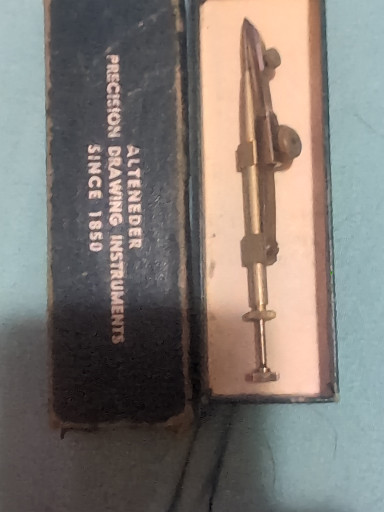 ALTENEDER
PRECISION DRAWING INSTRUMENTS
SINCE 1850